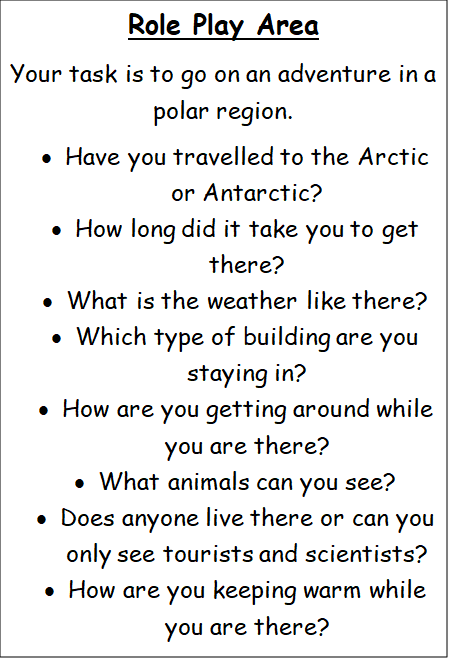 Role Play Area
Your task is to go on an adventure in a
polar region.
• Have you travelled to the Arctic
or Antarctic?
• How long did it take you to get
there?
• What is the weather like there?
• Which type of building are you
staying in?
• How are you getting around while
you are there?
• What animals can you see?
• Does anyone live there or can you
only see tourists and scientists?
• How are you keeping warm while
you are there?